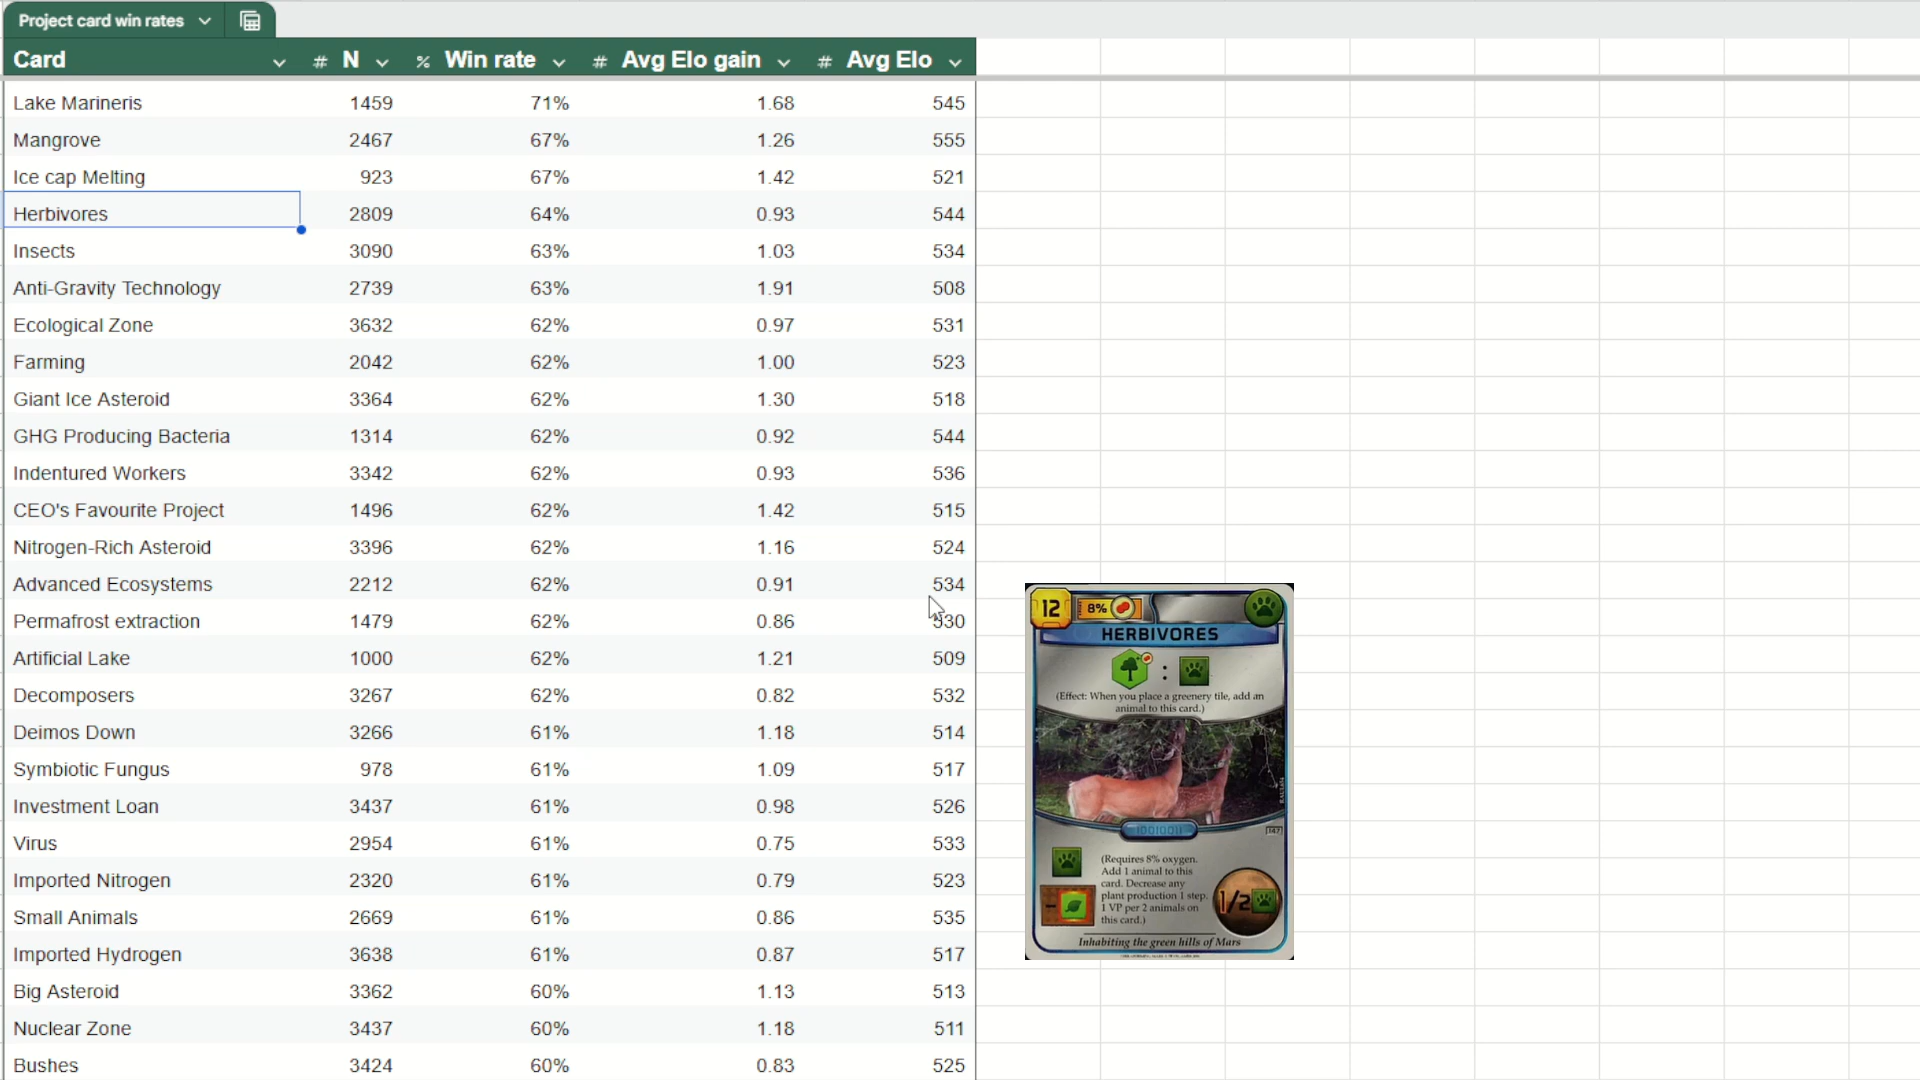 Project card win rates
Card # N % Win rate # Avg Elo gain # Avg Elo
Lake Marineris 1459 71% 1.68 545
Mangrove 2467 67% 1.26 555
Ice cap Melting 923 67% 1.42 521
Herbivores 2809 64% 0.93 544
Insects 3090 63% 1.03 534
Anti-Gravity Technology 2739 63% 1.91 508
Ecological Zone 3632 62% 0.97 531
Farming 2042 62% 1.00 523
Giant Ice Asteroid 3364 62% 1.30 518
GHG Producing Bacteria 1314 62% 0.92 544
Indentured Workers 3342 62% 0.93 536
CEO's Favourite Project 1496 62% 1.42 515
Nitrogen-Rich Asteroid 3396 62% 1.16 524
Advanced Ecosystems 2212 62% 0.91 534
Permafrost extraction 1479 62% 0.86 530
Artificial Lake 1000 62% 1.21 509
Decomposers 3267 62% 0.82 532
Deimos Down 3266 61% 1.18 514
Symbiotic Fungus 978 61% 1.09 517
Investment Loan 3437 61% 0.98 526
Virus 2954 61% 0.75 533
Imported Nitrogen 2320 61% 0.79 523
Small Animals 2669 61% 0.86 535
Imported Hydrogen 3638 61% 0.87 517
Big Asteroid 3362 60% 1.13 513
Nuclear Zone 3437 60% 1.18 511
Bushes 3424 60% 0.83 525
12 8%
HERBIVORES
:
(Effect: When you place a greenery tile, add an
animal to this card.)
147
(Requires 8% oxygen.
Add 1 animal to this
card. Decrease any
plant production 1 step.
1 VP per 2 animals on
this card.)
-
1/2
Inhabiting the green hills of Mars